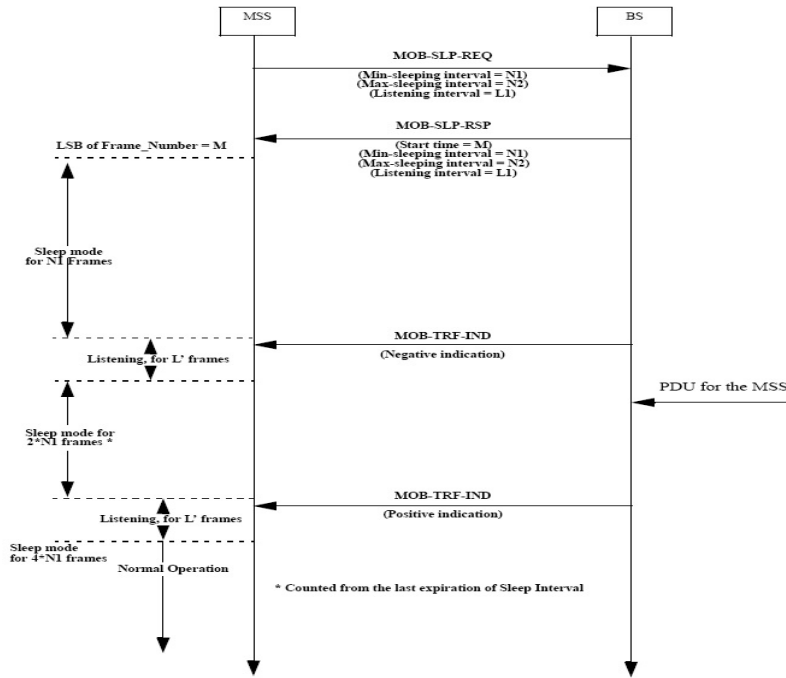 MSS
BS
MOB-SLP-REQ
(Min-sleeping interval = N1)
(Max-sleeping interval = N2)
(Listening interval = L1)
MOB-SLP-RSP
LSB of Frame_Number = M
(Start time = M)
(Min-sleeping interval = N1)
(Max-sleeping interval = N2)
(Listening interval = L1)
Sleep mode
for N1 Frames
MOB-TRF-IND
Listening, for L' frames
(Negative indication)
PDU for the MSS
Sleep mode for
2*N1 frames *
MOB-TRF-IND
(Positive indication)
Listening, for L' frames
Sleep mode
for 4*N1 frames
Normal Operation
* Counted from the last expiration of Sleep Interval